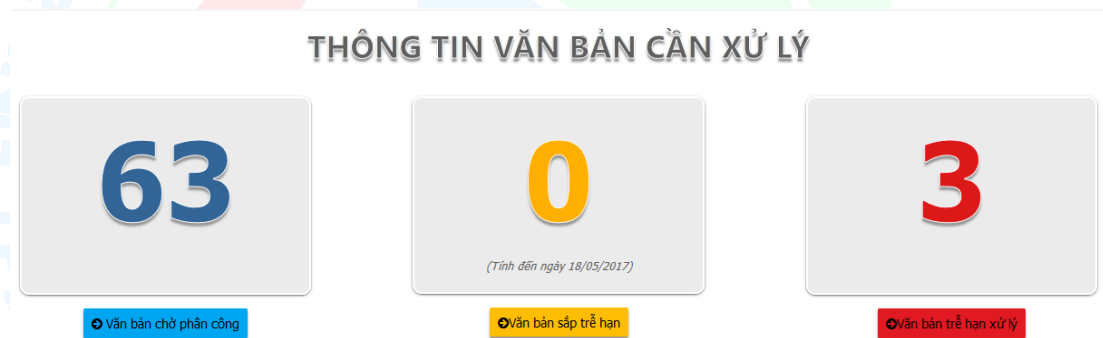 THÔNG TIN VĂN BẢN CẦN XỬ LÝ
63
0
3
(Tính đến ngày 18/05/2017)
Văn bản chờ phân công
Văn bản sắp trễ hạn
Văn bản trễ hạn xử lý